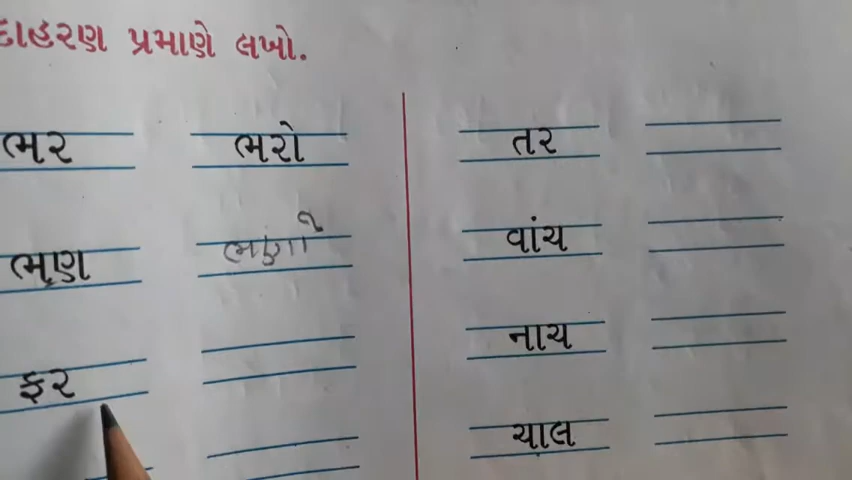 દાહરણ પ્રમાણે લખો.
ભર ભરો
ભણ ભણો
ફર
તર
વાંચ
નાચ
ચાલ